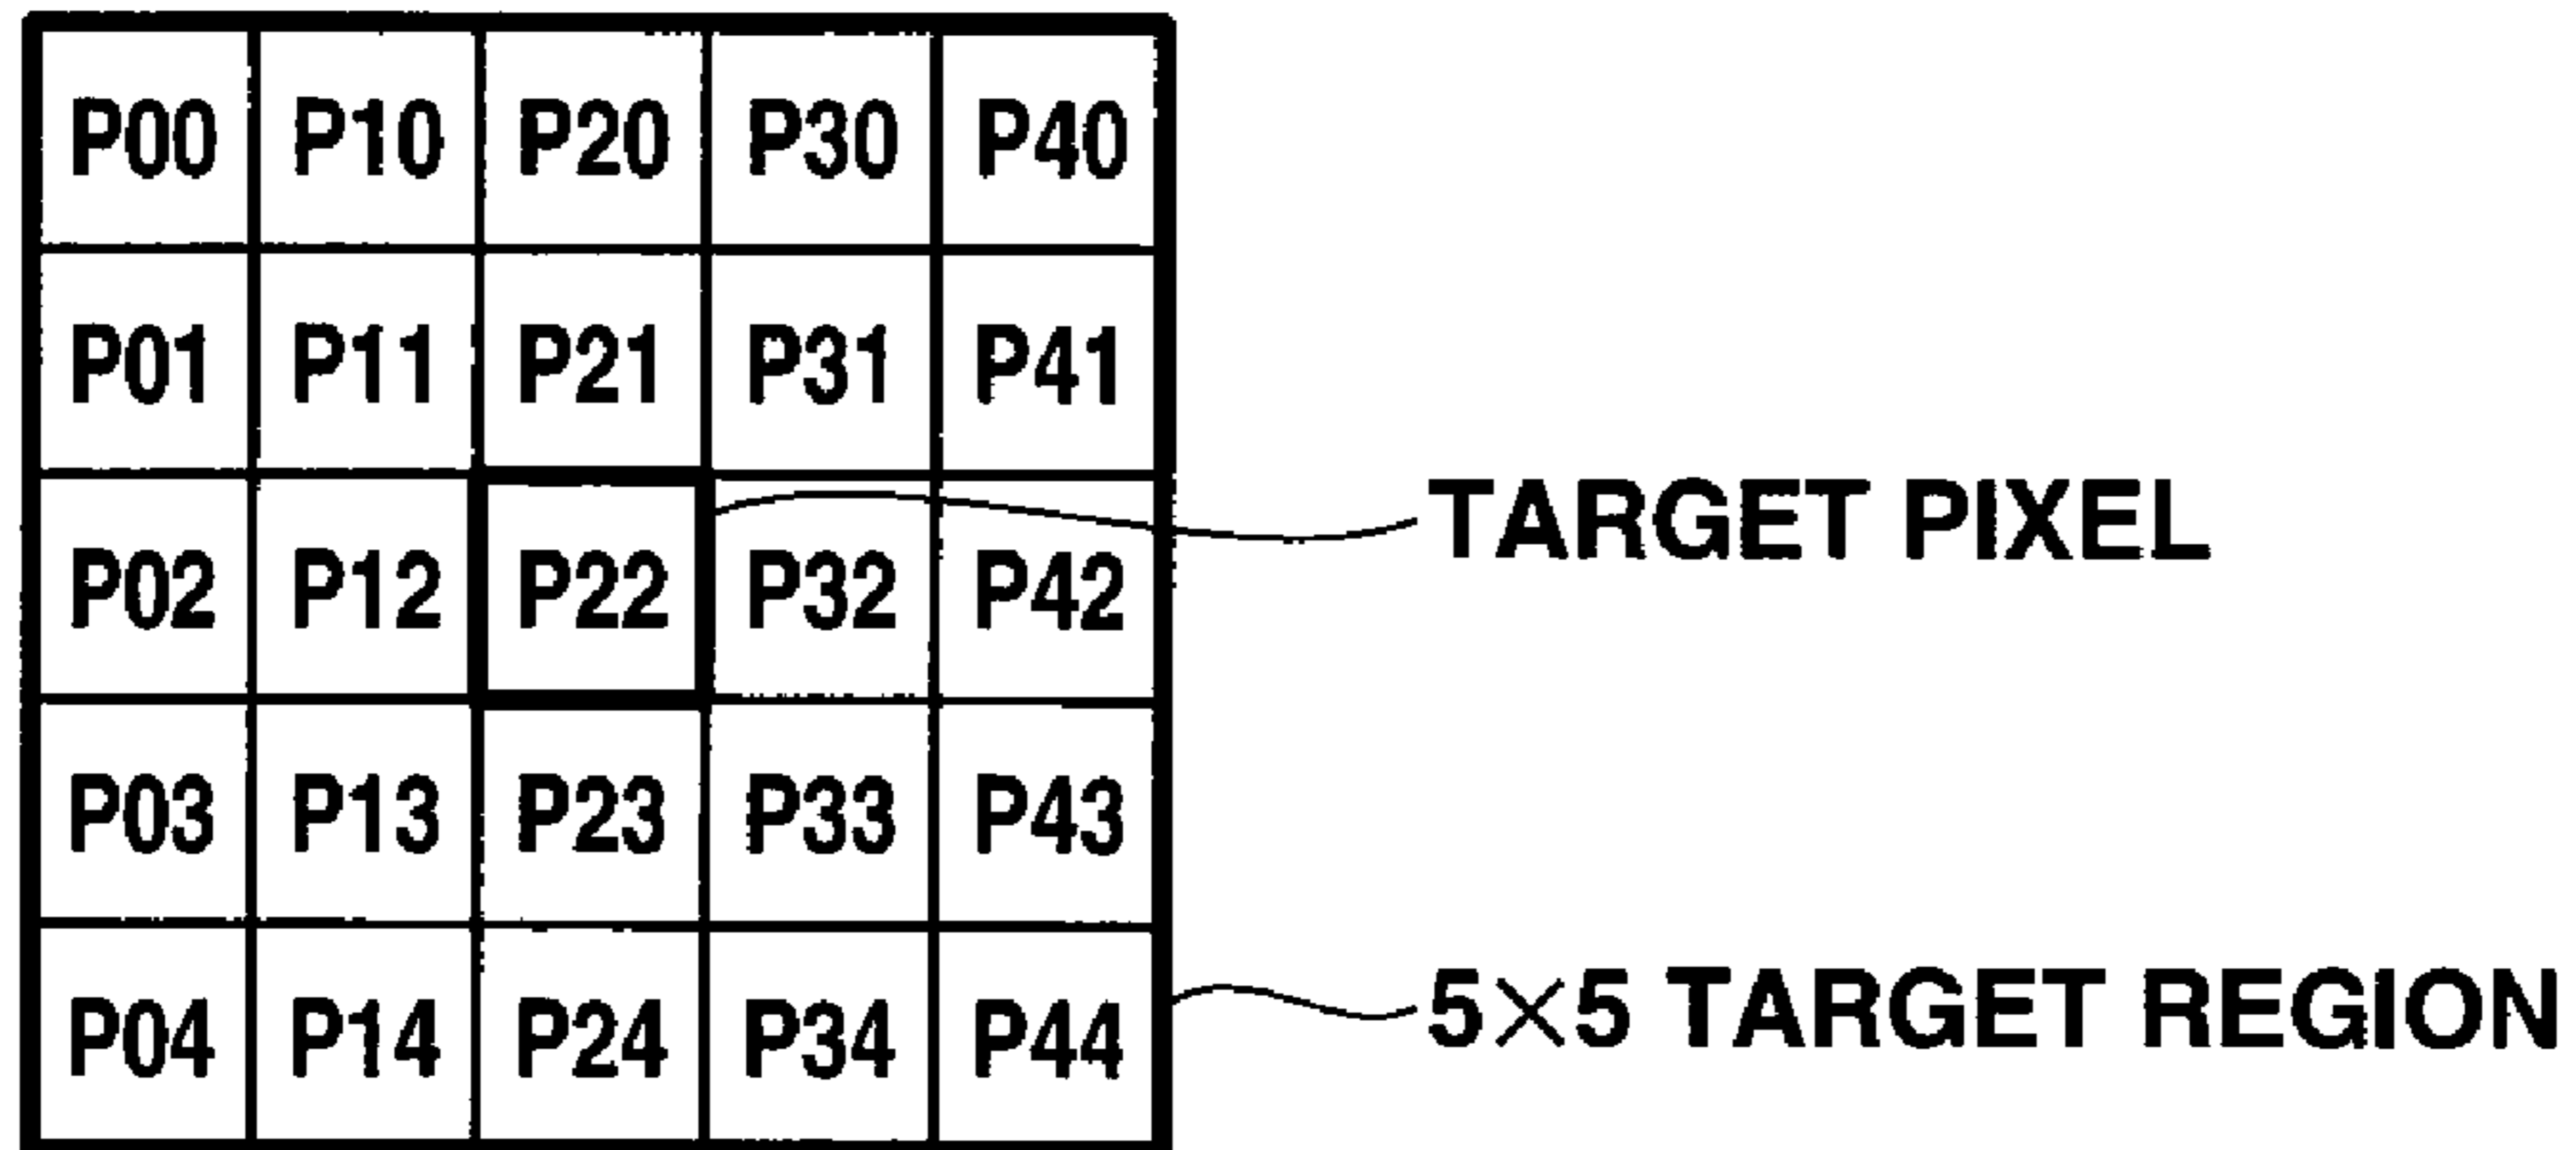 P00 P10 P20 P30 P40
P01 P11 P21 P31 P41
TARGET PIXEL
P02 P12 P22 P32 P42
P03 P13 P23 P33 P43
P04 P14 P24 P34 P44
5×5 TARGET REGION